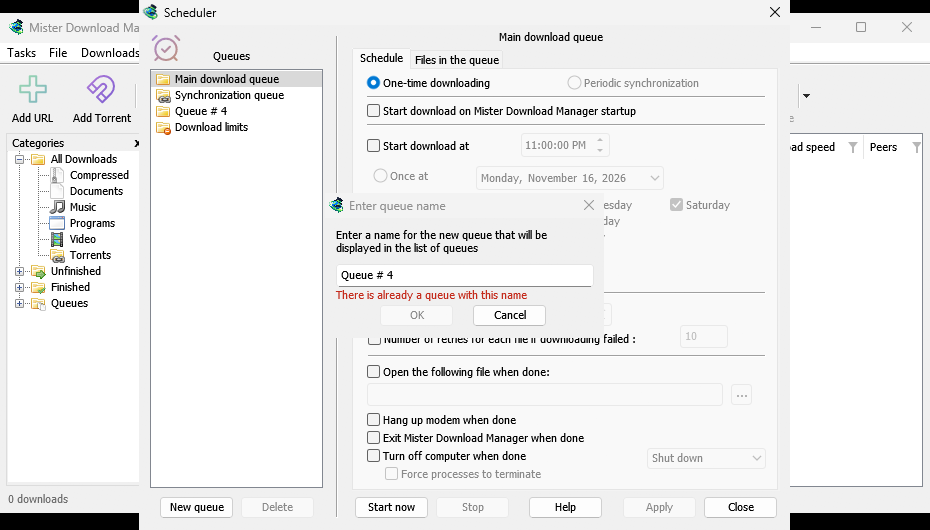 Mister Download Ma
Scheduler
Tasks File Downloads
Add URL Add Torrent
Categories
All Downloads
Compressed
Documents
Music
Programs
Video
Torrents
Unfinished
Finished
Queues
0 downloads
Queues
Main download queue
Synchronization queue
Queue # 4
Download limits
New queue Delete
Main download queue
Schedule Files in the queue
One-time downloading Periodic synchronization
Start download on Mister Download Manager startup
Start download at 11:00:00 PM
Once at Monday, November 16, 2026
Saturday
Enter queue name
Enter a name for the new queue that will be
displayed in the list of queues
Queue # 4
There is already a queue with this name
OK Cancel
Number of retries for each file if downloading failed : 10
Open the following file when done:
...
Hang up modem when done
Exit Mister Download Manager when done
Turn off computer when done Shut down
Force processes to terminate
Start now Stop Help Apply Close
speed Peers